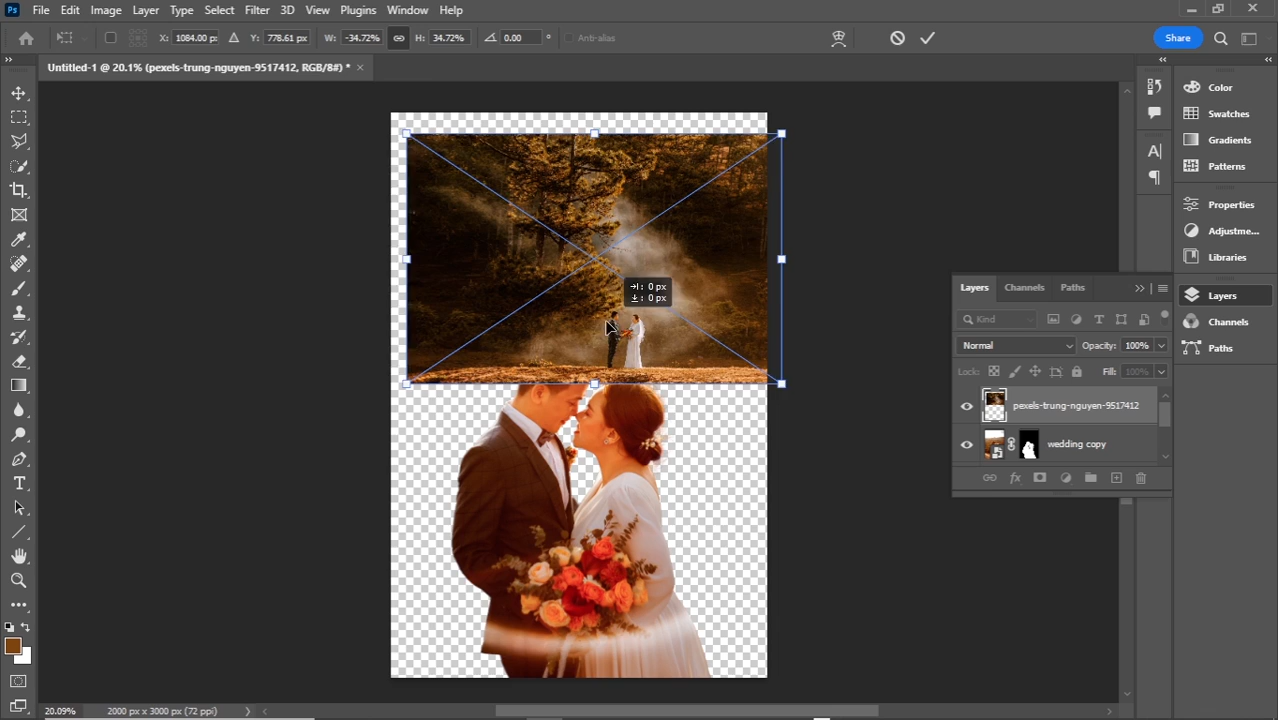 Ps File Edit Image Layer Type Select Filter 3D View Plugins Window Help
X: 1084.00 p: Y: 778.61 px W: -34.72% H: 34.72% 0.00 ° Anti-alias Share
Untitled-1 @ 20.1% (pexels-trung-nguyen-9517412, RGB/8#) * ×
Color
Swatches
Gradients
Patterns
Properties
Adjustme...
Libraries
Layers
Channels
Paths
0 px
0 px
Layers Channels Paths
Kind
Normal Opacity: 100%
Lock: Fill: 100%
pexels-trung-nguyen-9517412
wedding copy
20.09% 2000 px x 3000 px (72 ppi)